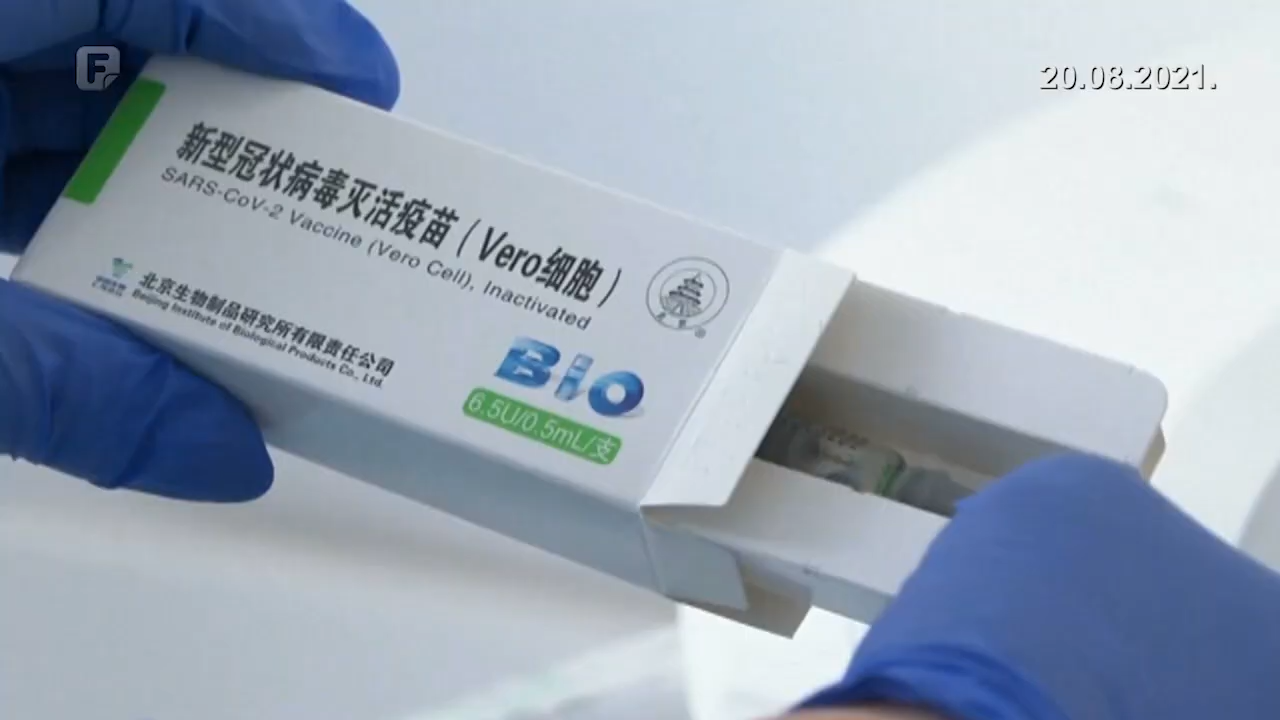 F
20.08.2021.
新型冠状病毒灭活疫苗(Vero细胞)
SARS-CoV-2 Vaccine (Vero Cell), Inactivated
北京生物制品研究所有限责任公司
Beijing Institute of Biological Products Co., Ltd.
Bio
6.5U/0.5mL/支